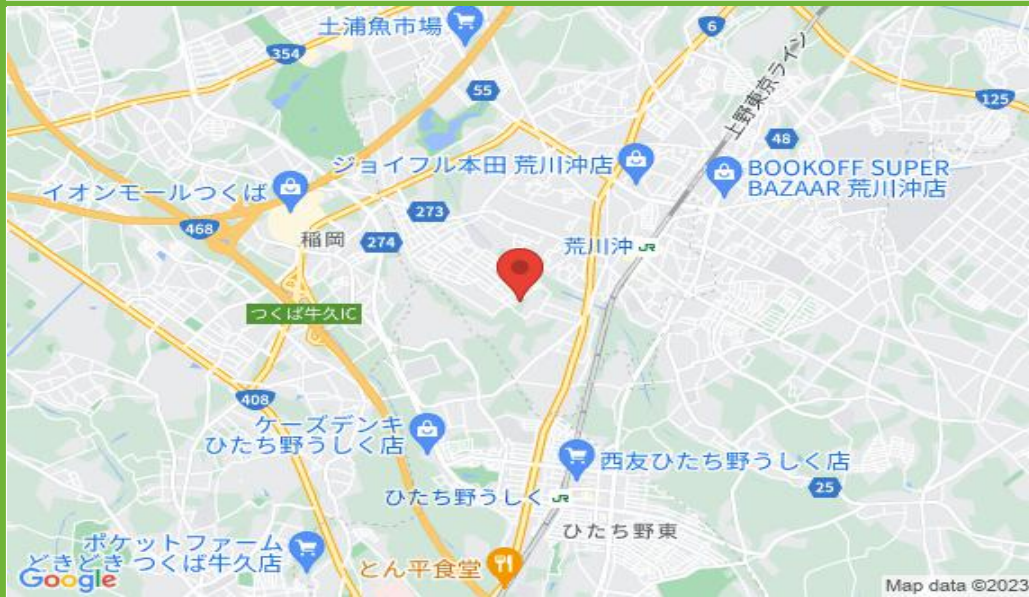 土浦魚市場
354
6
上野東京ライン
55
125
48
ジョイフル本田 荒川沖店
BOOKOFF SUPER
BAZAAR 荒川沖店
イオンモールつくば
273
468
稲岡
274
荒川沖 JR
つくば牛久IC
408
ケーズデンキ
ひたち野うしく店
西友ひたち野うしく店
25
ひたち野うしく JR
ひたち野東
ポケットファーム
どきどき つくば牛久店
とん平食堂
Google
Map data ©2023